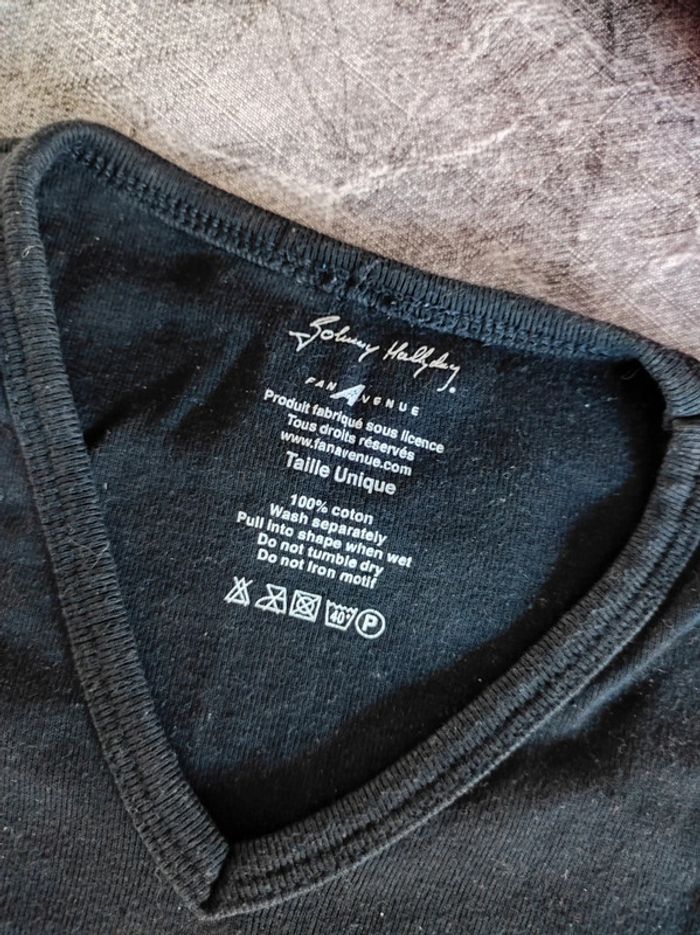 Johnny Hallyday
FAN AVENUE
Produit fabriqué sous licence
Tous droits réservés
www.fanavenue.com
Taille Unique
100% coton
Wash separately
Pull into shape when wet
Do not tumble dry
Do not Iron motif
40° P